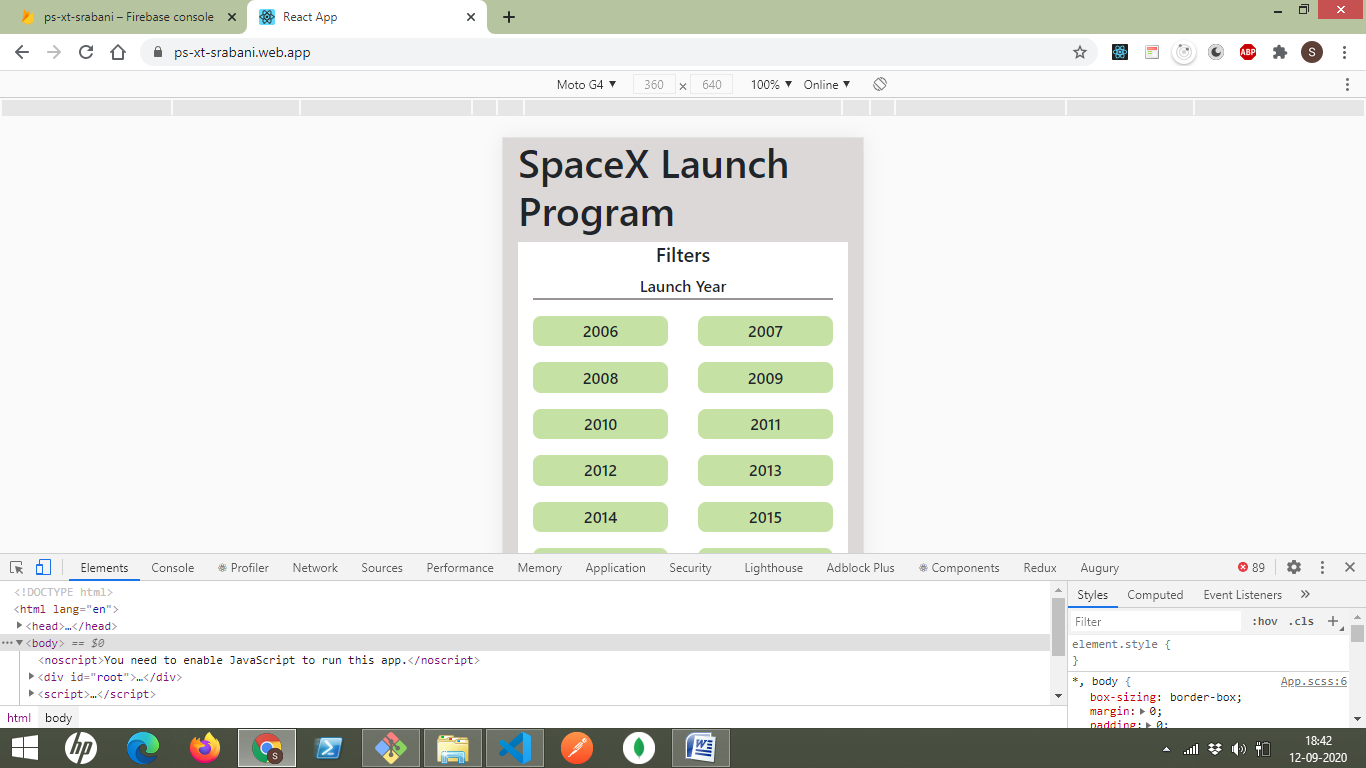 ps-xt-srabani – Firebase console
React App
ps-xt-srabani.web.app
ABP
S
Moto G4 ▼ 360 × 640 100% ▼ Online ▼
SpaceX Launch
Program
Filters
Launch Year
2006 2007
2008 2009
2010 2011
2012 2013
2014 2015
Elements Console Profiler Network Sources Performance Memory Application Security Lighthouse Adblock Plus Components Redux Augury 89
<!DOCTYPE html>
<html lang="en">
▶<head>…</head>
…▼<body> == $0
<noscript>You need to enable JavaScript to run this app.</noscript>
▶<div id="root">…</div>
▶<script>…</script>
html body
Styles Computed Event Listeners »
Filter :hov .cls +
element.style {
}
*, body { App.scss:6
box-sizing: border-box;
margin:▶ 0;
padding:▶ 0;
hp
S
W
18:42
12-09-2020